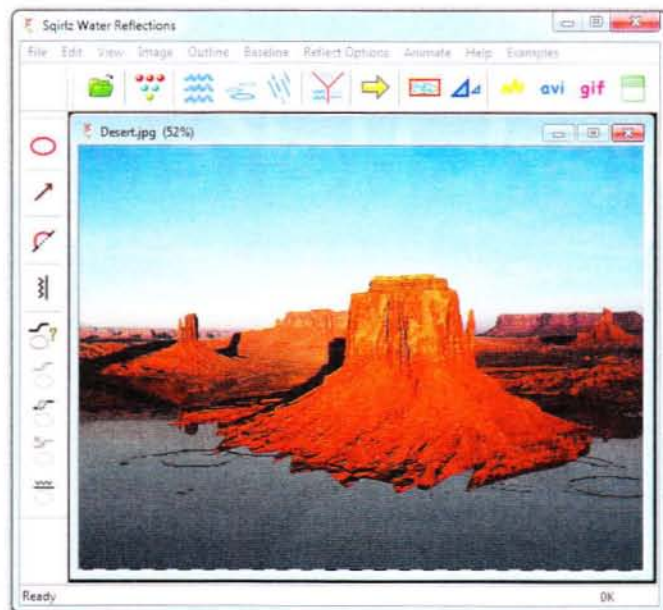 Sqirlz Water Reflections
File Edit View Image Outline Baseline Reflect Options Animate Help Examples
avi gif
Desert.jpg (52%)
?
Ready OK